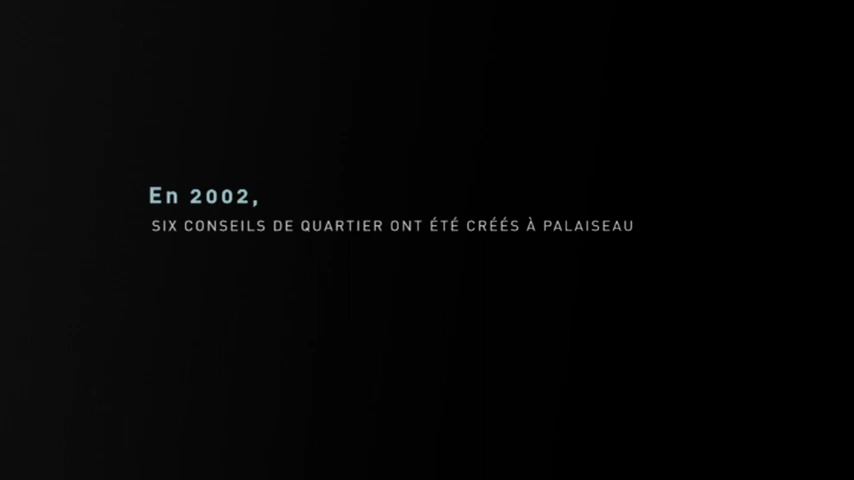 En 2002,
SIX CONSEILS DE QUARTIER ONT ÉTÉ CRÉÉS À PALAISEAU